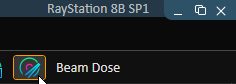 RayStation 8B SP1
Beam Dose